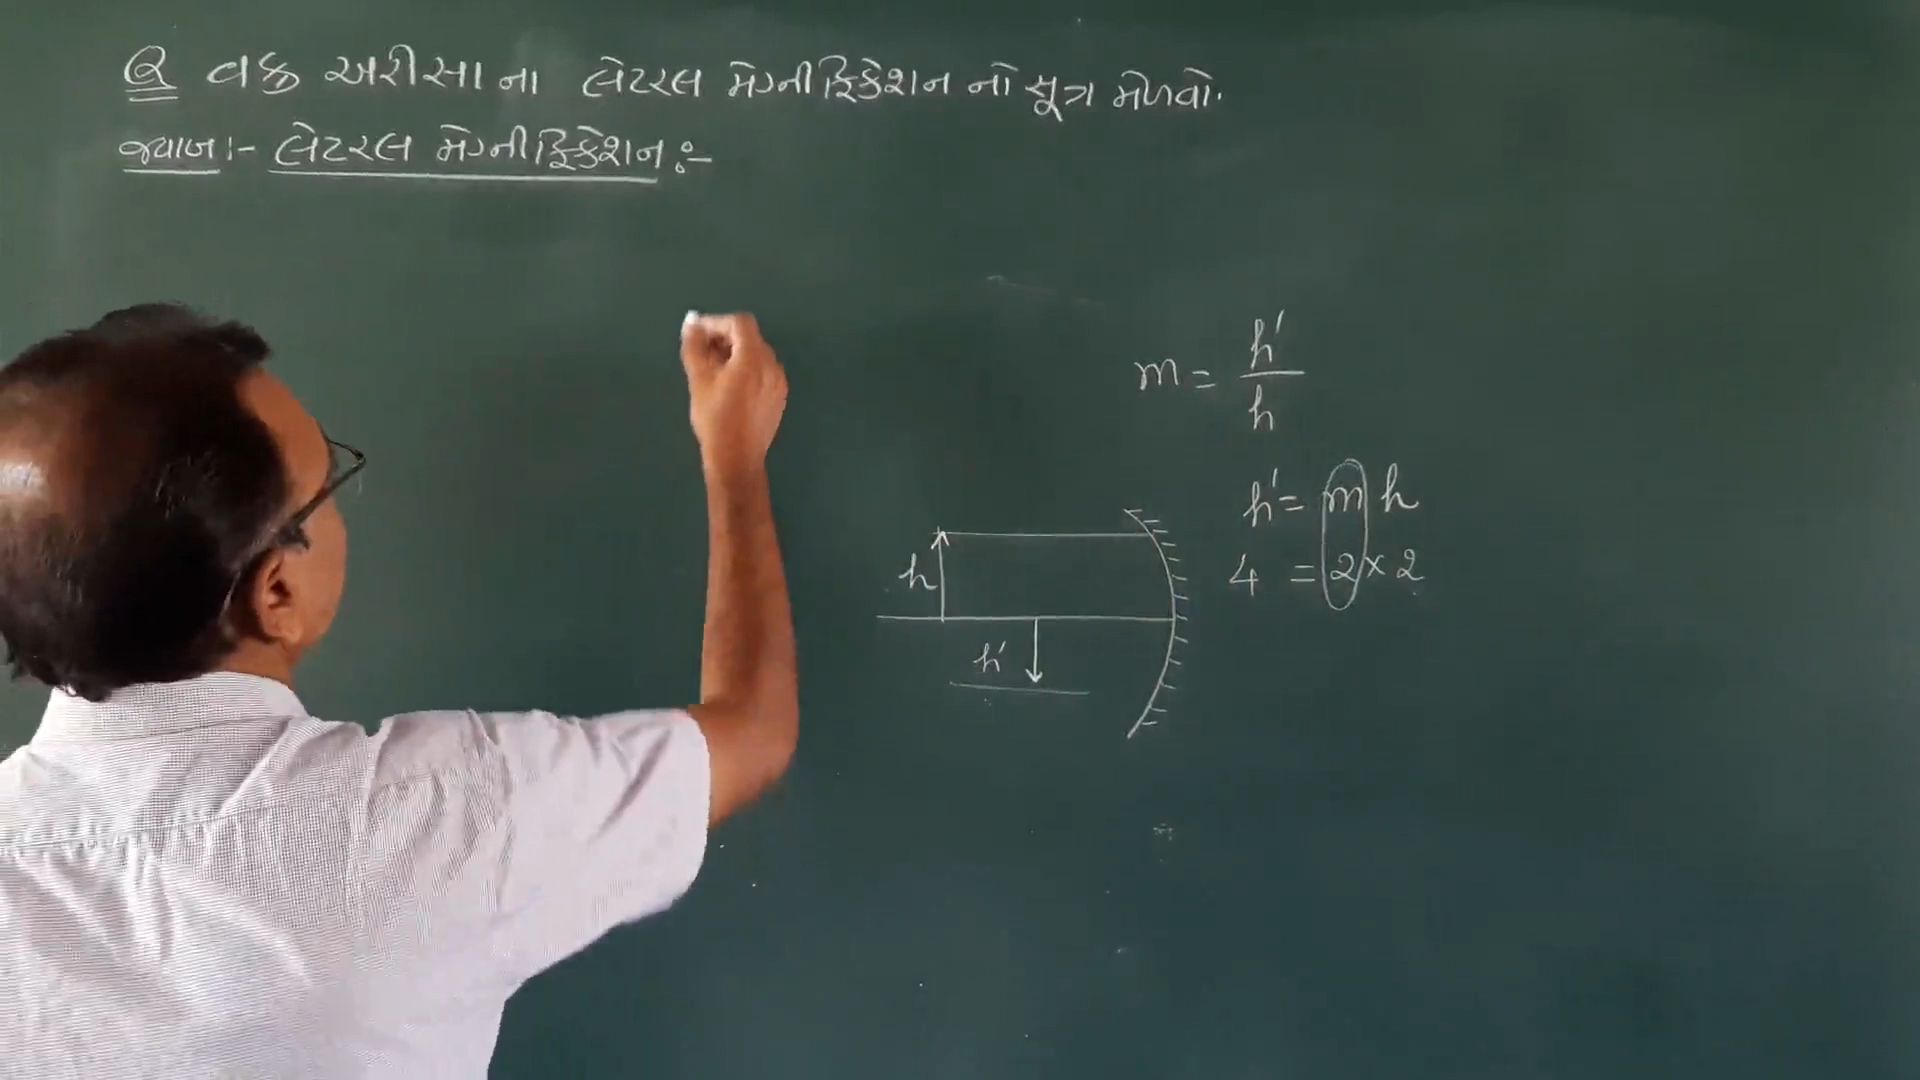 Q વક્ર અરીસાના લેટરલ મેગ્નીફિકેશન નો સૂત્ર મેળવો.
જવાબ :- લેટરલ મેગ્નીફિકેશન :-
m = h'/h
h' = m h
4 = 2 x 2
h
h'